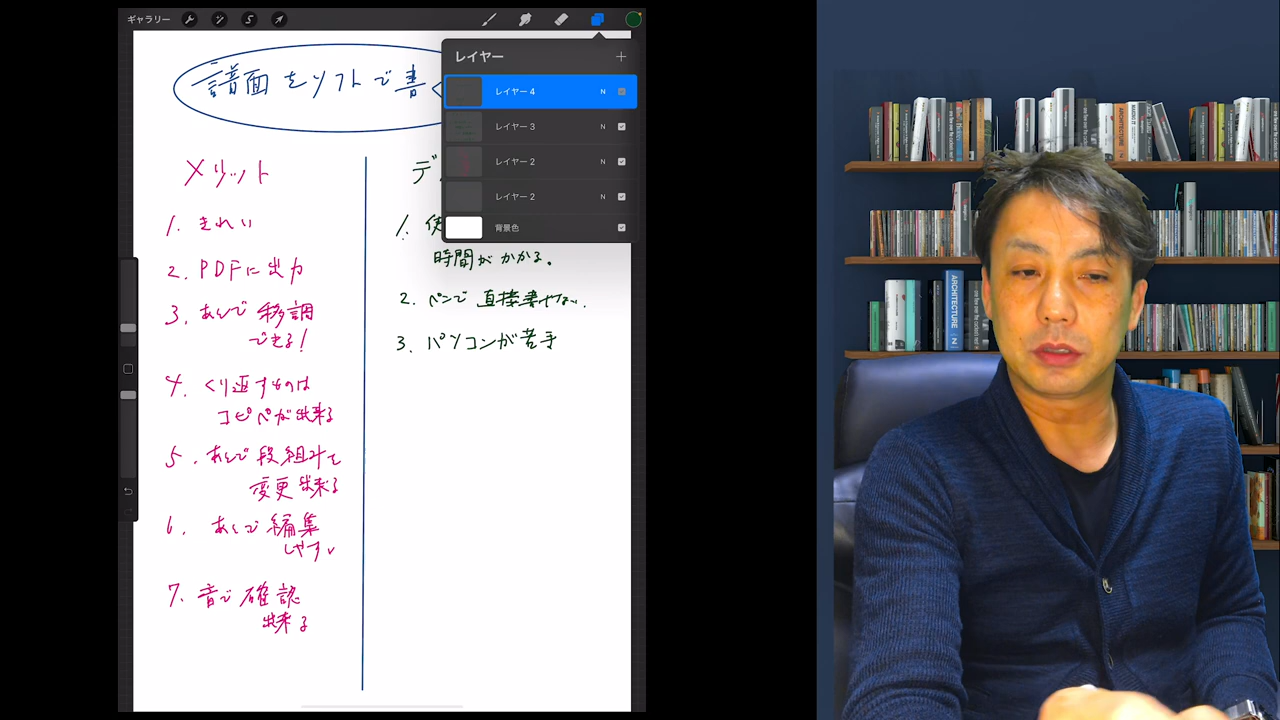 ギャラリー
レイヤー
レイヤー 4 N
レイヤー 3 N
レイヤー 2 N
レイヤー 2 N
背景色
譜面をソフトで書く
メリット
1. きれい
2. PDFに出力
3. あとで移調
できる!
4. くり返すものは
コピペが出来る
5. あとで段組みを
変更出来る
6. あとで編集
しやすい
7. 音で確認
出来る
デ
1. 使
時間がかかる。
2. ペンで直接書けない.
3. パソコンが苦手
ARCHITECTURE
ARCHITECTURE